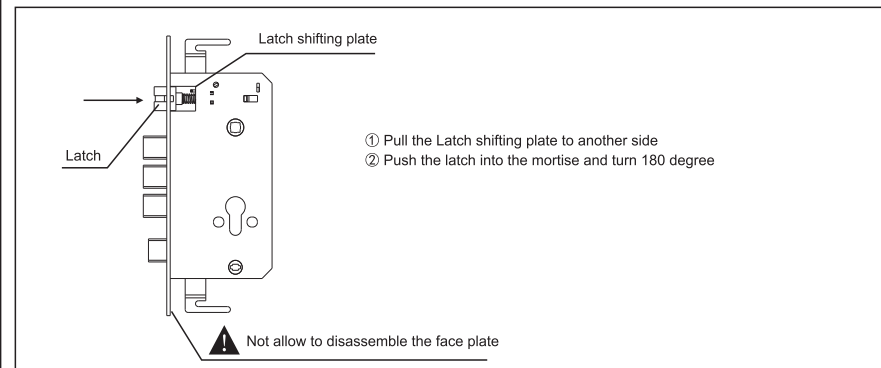 Latch shifting plate
Latch
① Pull the Latch shifting plate to another side
② Push the latch into the mortise and turn 180 degree
Not allow to disassemble the face plate